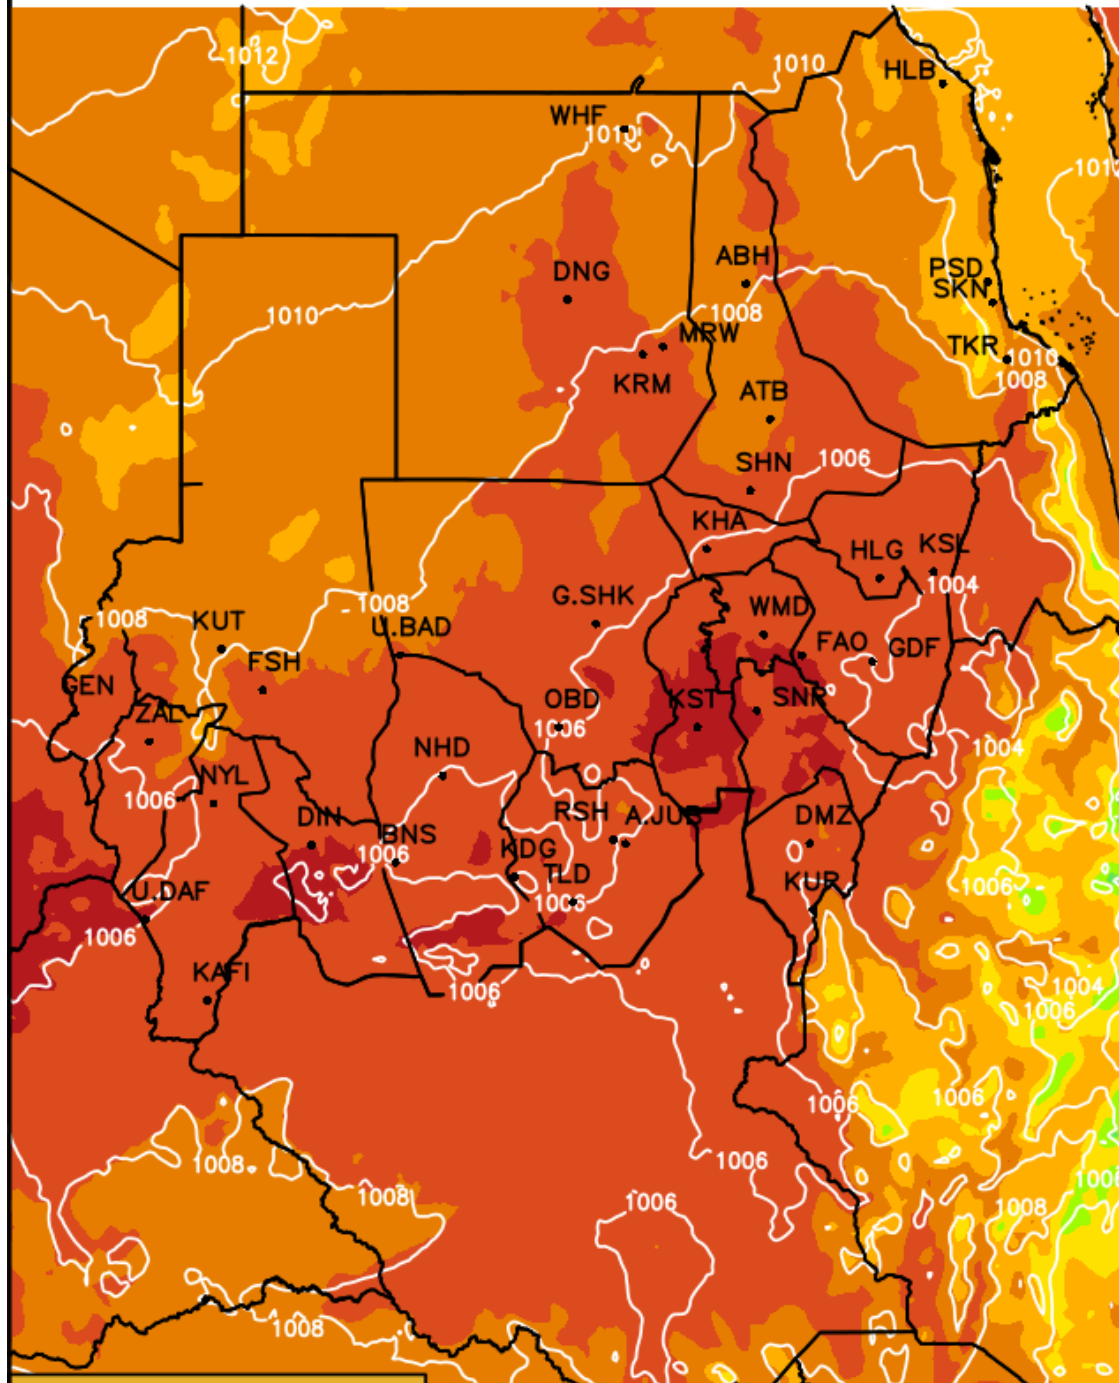 1012
1010
HLB
WHF
1010
1012
ABH
DNG
PSD
SKN
1010
1008
MRW
TKR
1010
KRM
1008
ATB
SHN
1006
KHA
HLG
KSL
1004
1008
G.SHK
WMD
1008
KUT
U.BAD
FAO
GDF
FSH
GEN
OBD
KST
SNR
ZAL
1006
1004
NHD
NYL
1006
RSH
A.JUB
DMZ
DIN
BNS
1006
KDG
TLD
KUR
U.DAF
1006
1006
1006
KAFI
1006
1004
1006
1006
1006
1008
1006
1008
1006
1008
1008